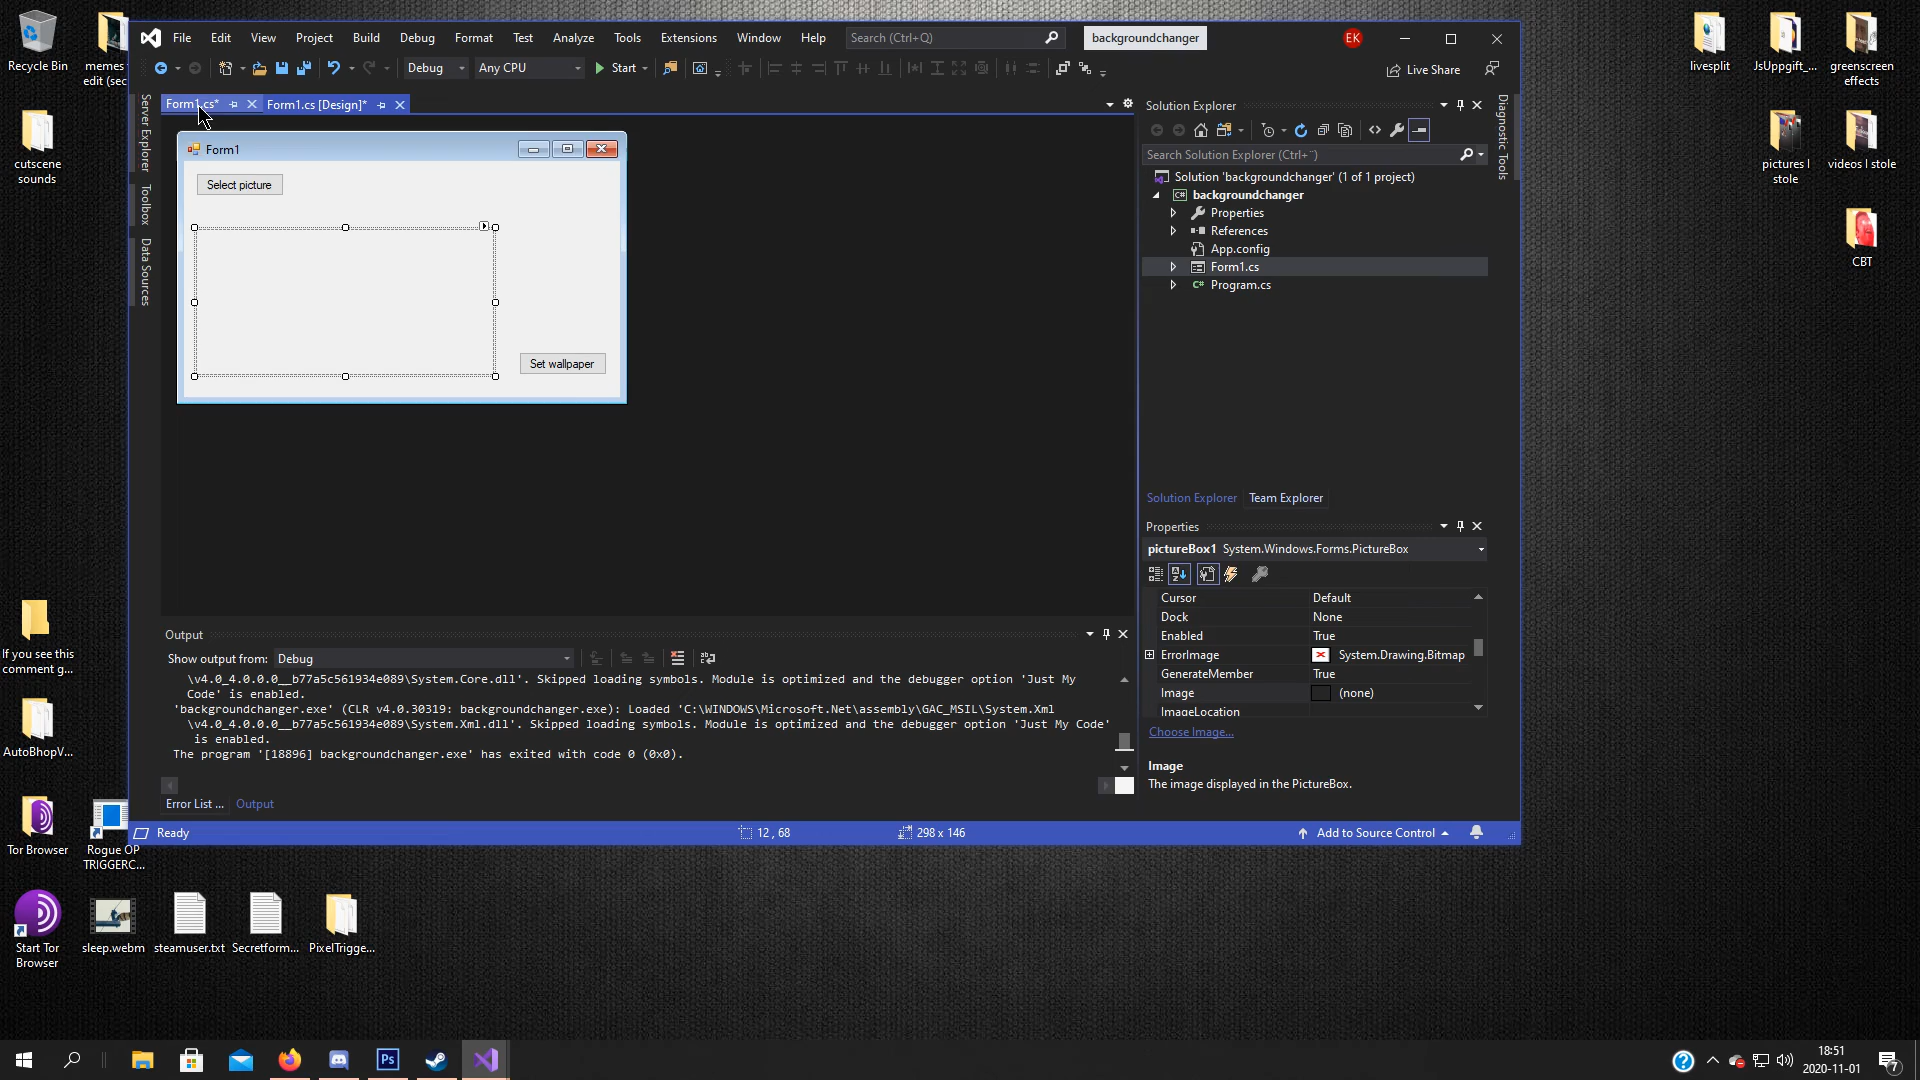 Recycle Bin
memes
edit (sec
cutscene
sounds
If you see this
comment g...
AutoBhopV...
Tor Browser
Rogue OP
TRIGGERC...
Start Tor
Browser
sleep.webm
steamuser.txt
Secretform...
PixelTrigge...
livesplit
JsUppgift_...
greenscreen
effects
pictures I
stole
videos I stole
CBT
File Edit View Project Build Debug Format Test Analyze Tools Extensions Window Help Search (Ctrl+Q) backgroundchanger EK
Debug Any CPU Start Live Share
Server Explorer
Toolbox
Data Sources
Form1.cs* Form1.cs [Design]*
Form1
Select picture
Set wallpaper
Solution Explorer
Search Solution Explorer (Ctrl+¨)
Solution 'backgroundchanger' (1 of 1 project)
C# backgroundchanger
Properties
References
App.config
Form1.cs
C# Program.cs
Solution Explorer Team Explorer
Diagnostic Tools
Properties
pictureBox1 System.Windows.Forms.PictureBox
Cursor Default
Dock None
Enabled True
ErrorImage System.Drawing.Bitmap
GenerateMember True
Image (none)
ImageLocation
Choose Image...
Image
The image displayed in the PictureBox.
Output
Show output from: Debug
\v4.0_4.0.0.0__b77a5c561934e089\System.Core.dll'. Skipped loading symbols. Module is optimized and the debugger option 'Just My
Code' is enabled.
'backgroundchanger.exe' (CLR v4.0.30319: backgroundchanger.exe): Loaded 'C:\WINDOWS\Microsoft.Net\assembly\GAC_MSIL\System.Xml
\v4.0_4.0.0.0__b77a5c561934e089\System.Xml.dll'. Skipped loading symbols. Module is optimized and the debugger option 'Just My Code'
is enabled.
The program '[18896] backgroundchanger.exe' has exited with code 0 (0x0).
Error List ... Output
Ready 12 , 68 298 x 146 Add to Source Control
Ps
18:51
2020-11-01
7